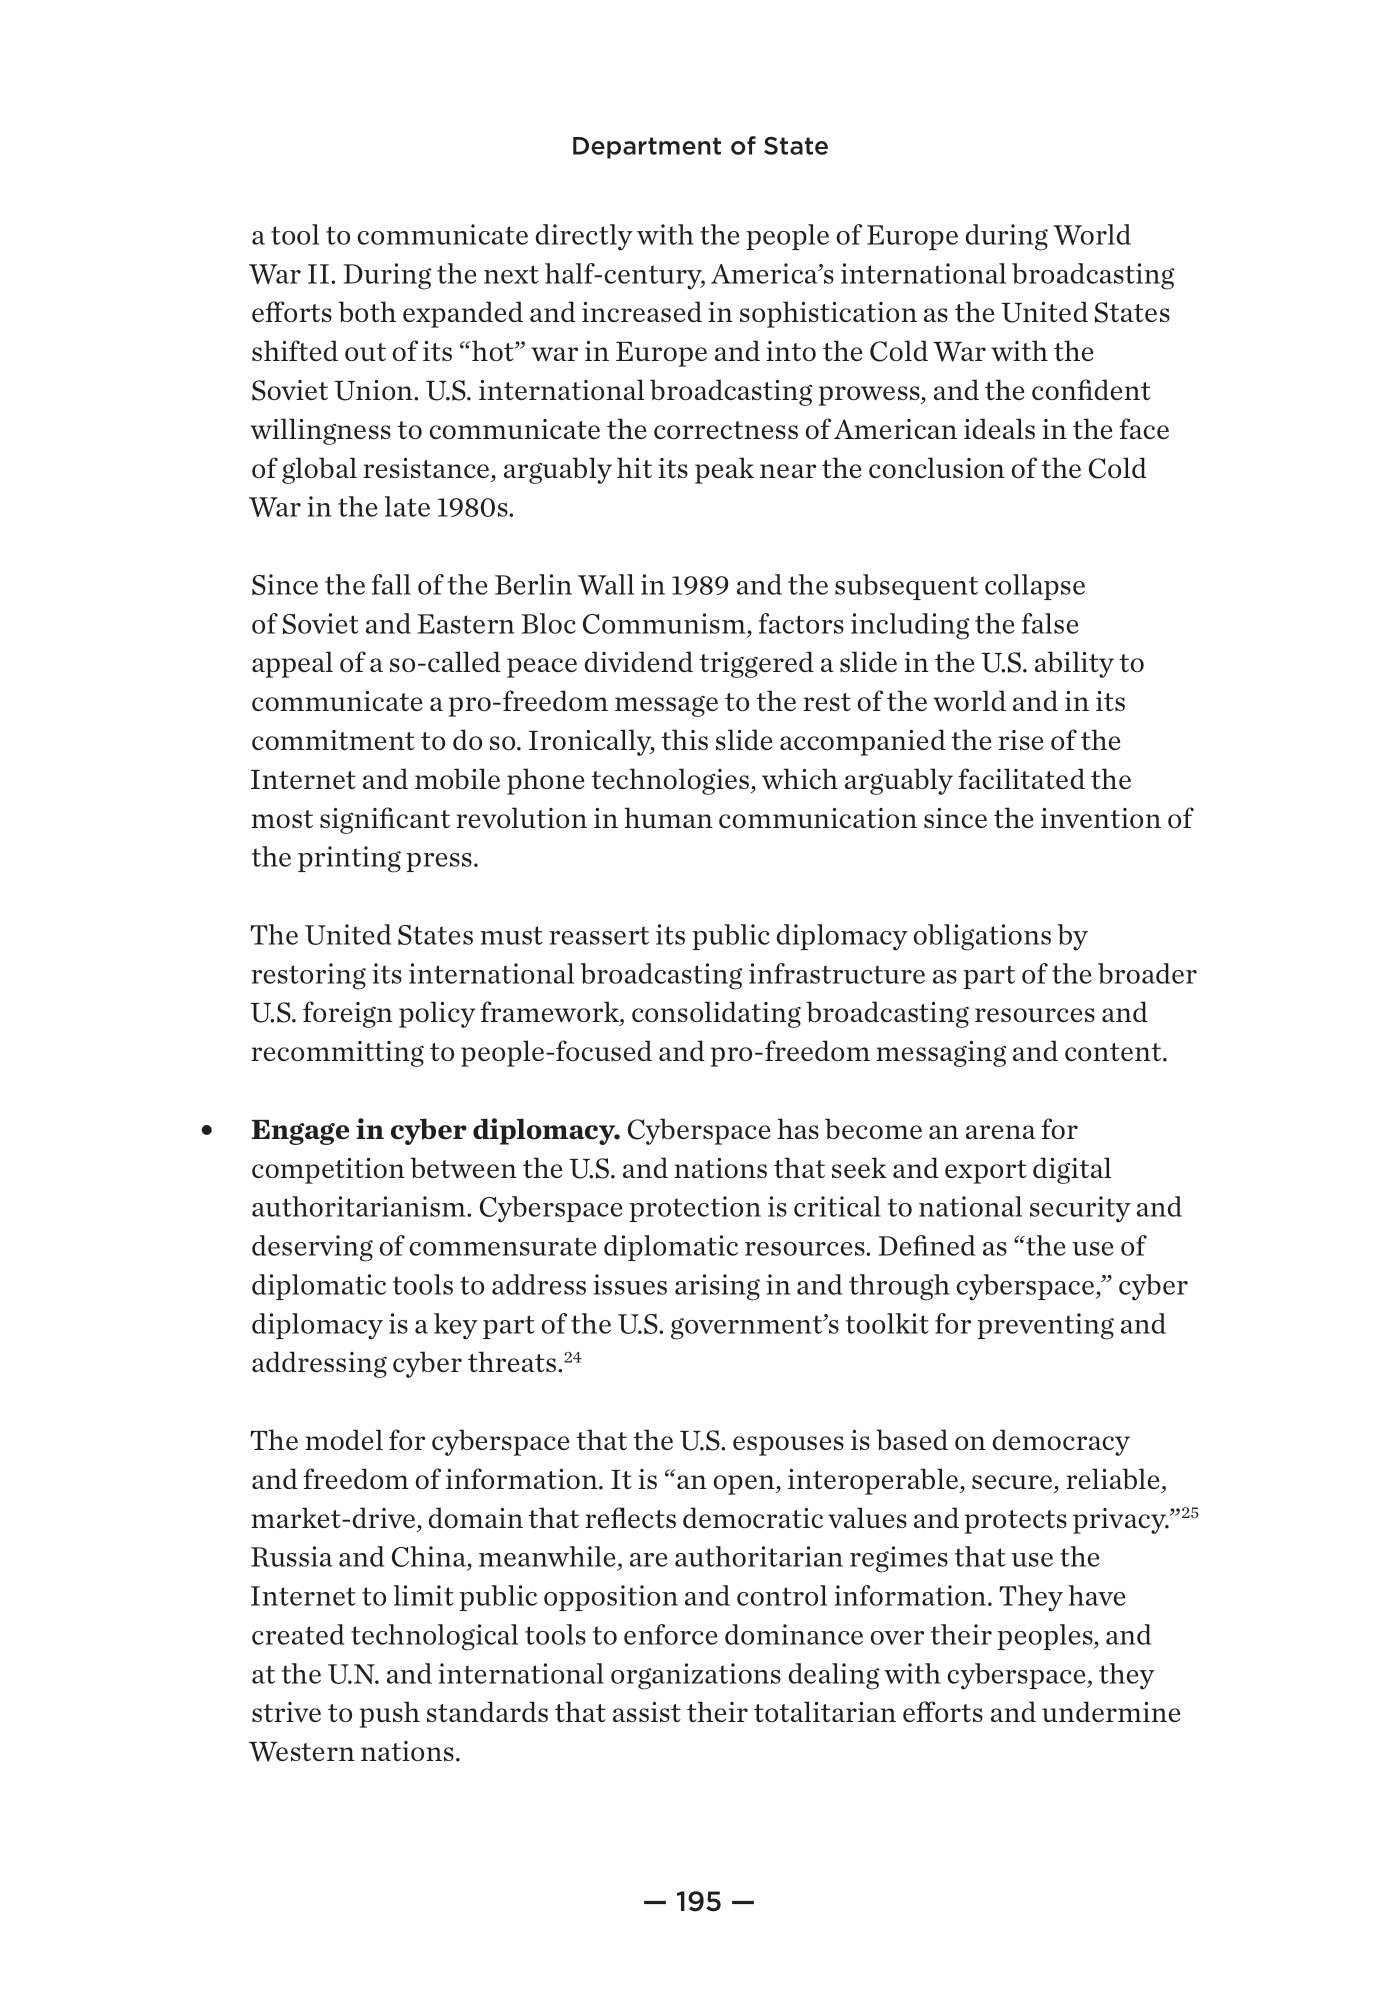 Department of State
a tool to communicate directly with the people of Europe during World
War II. During the next half-century, America’s international broadcasting
efforts both expanded and increased in sophistication as the United States
shifted out of its “hot” war in Europe and into the Cold War with the
Soviet Union. U.S. international broadcasting prowess, and the confident
willingness to communicate the correctness of American ideals in the face
of global resistance, arguably hit its peak near the conclusion of the Cold
War in the late 1980s.
Since the fall of the Berlin Wall in 1989 and the subsequent collapse
of Soviet and Eastern Bloc Communism, factors including the false
appeal of a so-called peace dividend triggered a slide in the U.S. ability to
communicate a pro-freedom message to the rest of the world and in its
commitment to do so. Ironically, this slide accompanied the rise of the
Internet and mobile phone technologies, which arguably facilitated the
most significant revolution in human communication since the invention of
the printing press.
The United States must reassert its public diplomacy obligations by
restoring its international broadcasting infrastructure as part of the broader
U.S. foreign policy framework, consolidating broadcasting resources and
recommitting to people-focused and pro-freedom messaging and content.
• Engage in cyber diplomacy. Cyberspace has become an arena for
competition between the U.S. and nations that seek and export digital
authoritarianism. Cyberspace protection is critical to national security and
deserving of commensurate diplomatic resources. Defined as “the use of
diplomatic tools to address issues arising in and through cyberspace,” cyber
diplomacy is a key part of the U.S. government’s toolkit for preventing and
addressing cyber threats.24
The model for cyberspace that the U.S. espouses is based on democracy
and freedom of information. It is “an open, interoperable, secure, reliable,
market-drive, domain that reflects democratic values and protects privacy.”25
Russia and China, meanwhile, are authoritarian regimes that use the
Internet to limit public opposition and control information. They have
created technological tools to enforce dominance over their peoples, and
at the U.N. and international organizations dealing with cyberspace, they
strive to push standards that assist their totalitarian efforts and undermine
Western nations.
— 195 —